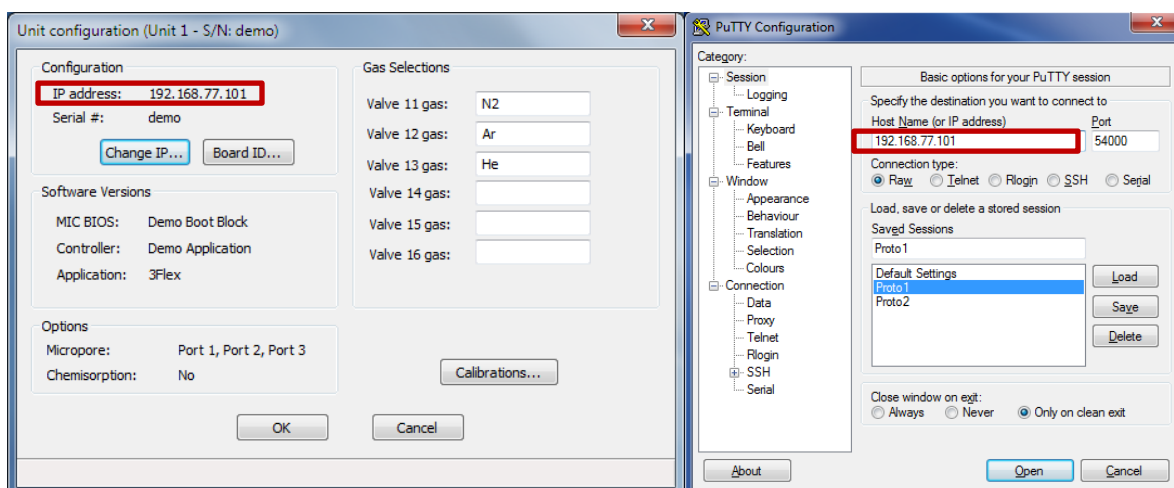 Unit configuration (Unit 1 - S/N: demo)
Configuration
IP address: 192.168.77.101
Serial #: demo
Change IP...
Board ID...
Software Versions
MIC BIOS: Demo Boot Block
Controller: Demo Application
Application: 3Flex
Options
Micropore: Port 1, Port 2, Port 3
Chemisorption: No
Gas Selections
Valve 11 gas: N2
Valve 12 gas: Ar
Valve 13 gas: He
Valve 14 gas:
Valve 15 gas:
Valve 16 gas:
Calibrations...
OK
Cancel
PuTTY Configuration
Category:
Session
Logging
Terminal
Keyboard
Bell
Features
Window
Appearance
Behaviour
Translation
Selection
Colours
Connection
Data
Proxy
Telnet
Rlogin
SSH
Serial
Basic options for your PuTTY session
Specify the destination you want to connect to
Host Name (or IP address) Port
192.168.77.101 54000
Connection type:
Raw Telnet Rlogin SSH Serial
Load, save or delete a stored session
Saved Sessions
Proto1
Default Settings
Proto1
Proto2
Load
Save
Delete
Close window on exit:
Always Never Only on clean exit
About
Open
Cancel